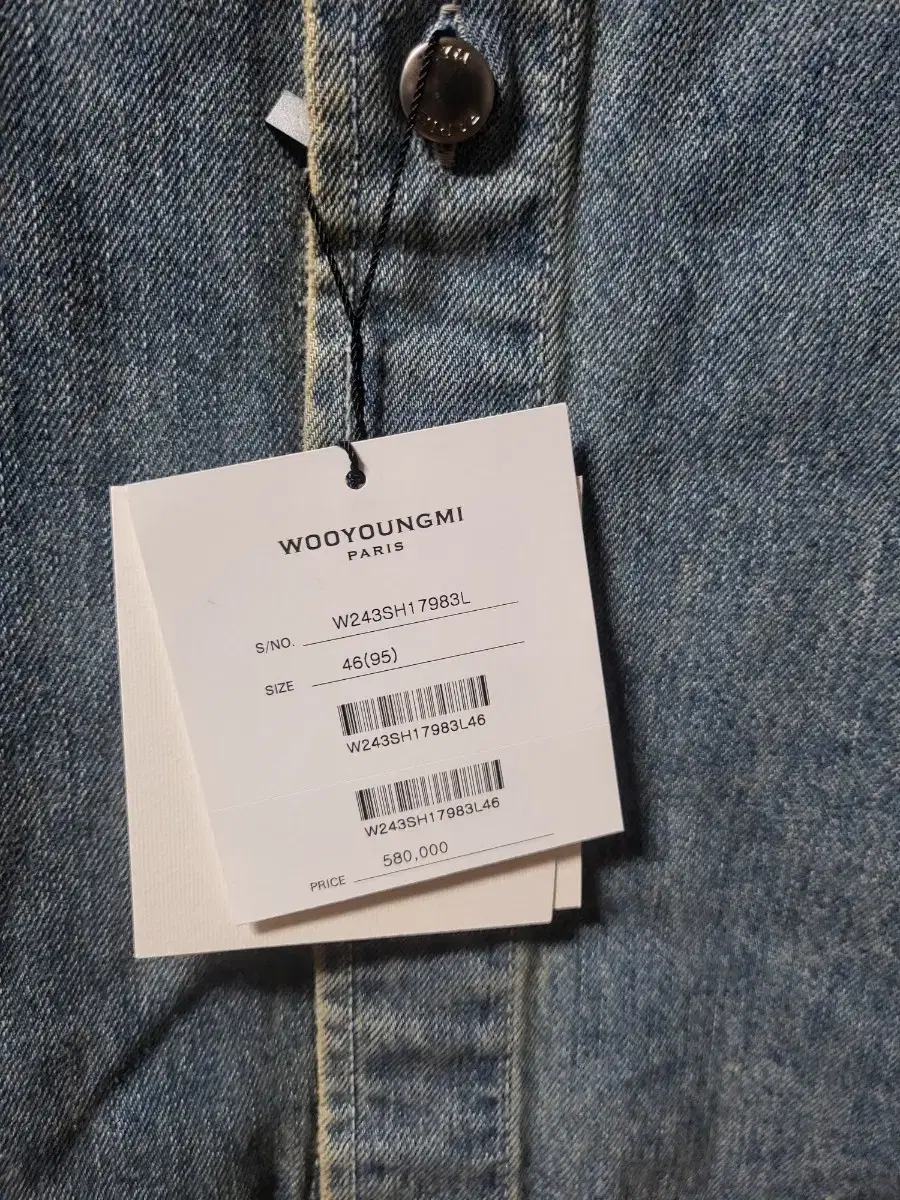 WOOYOUNGMI
PARIS
S/NO. W243SH17983L
SIZE 46(95)
W243SH17983L46
W243SH17983L46
PRICE 580,000